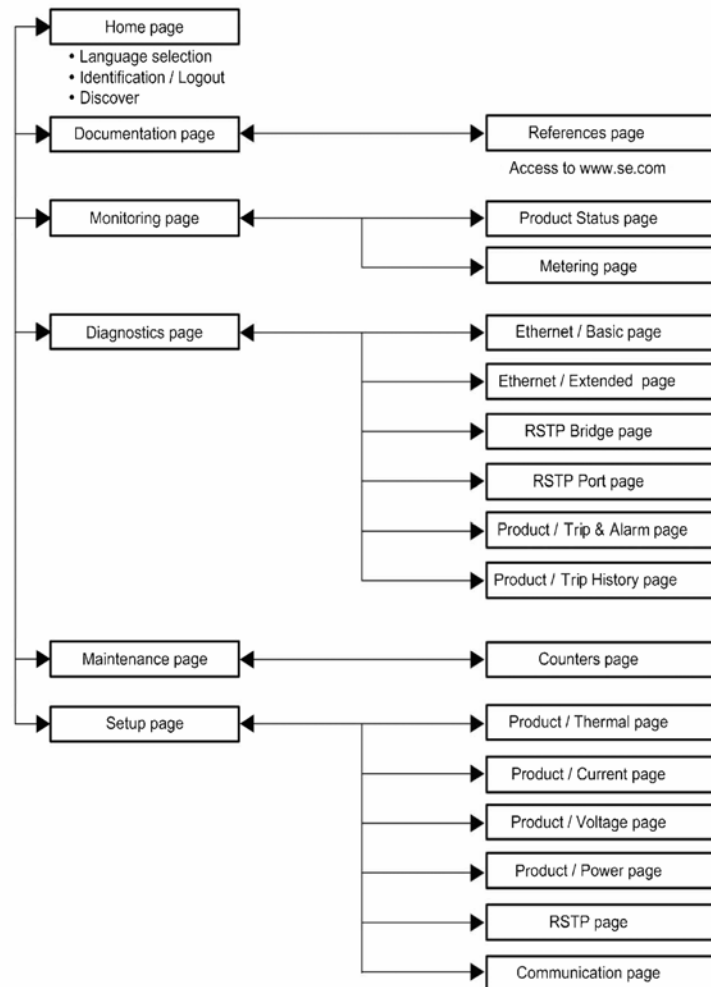 Home page
• Language selection
• Identification / Logout
• Discover
Documentation page
References page
Access to www.se.com
Monitoring page
Product Status page
Metering page
Diagnostics page
Ethernet / Basic page
Ethernet / Extended page
RSTP Bridge page
RSTP Port page
Product / Trip & Alarm page
Product / Trip History page
Maintenance page
Counters page
Setup page
Product / Thermal page
Product / Current page
Product / Voltage page
Product / Power page
RSTP page
Communication page